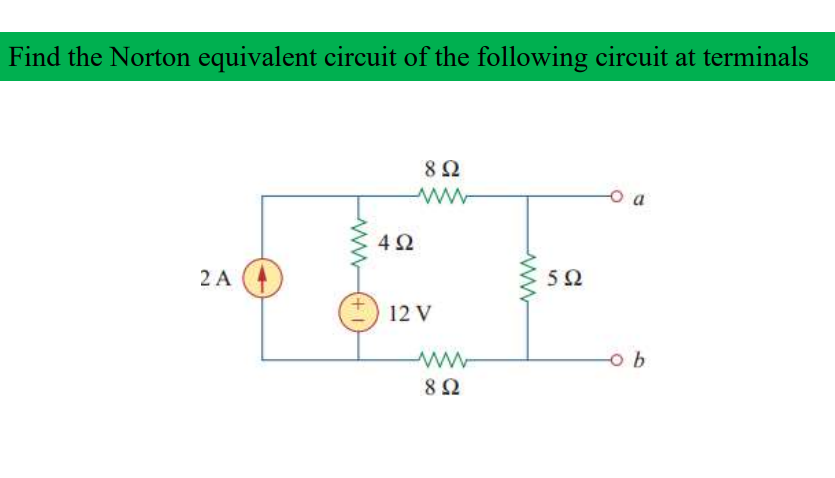 Find the Norton equivalent circuit of the following circuit at terminals
8 Ω
a
4 Ω
2 A
5 Ω
+
12 V
−
b
8 Ω